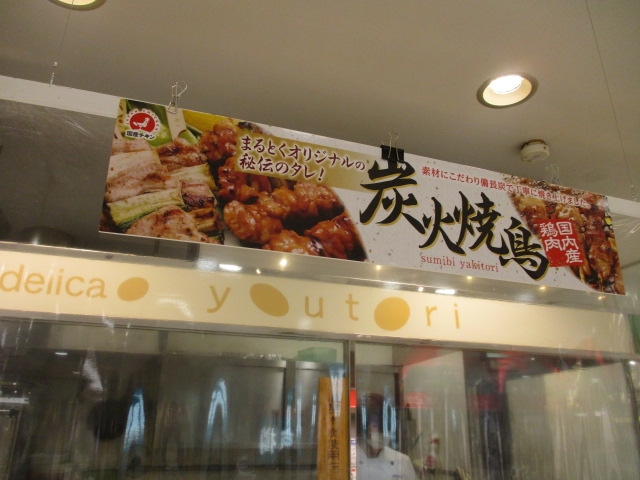 国産チキン
まるとくオリジナルの
秘伝のタレ!
炭火焼鳥
sumibi yakitori
素材にこだわり備長炭で丁寧に焼き上げました
国内産
鶏肉
delica youtori